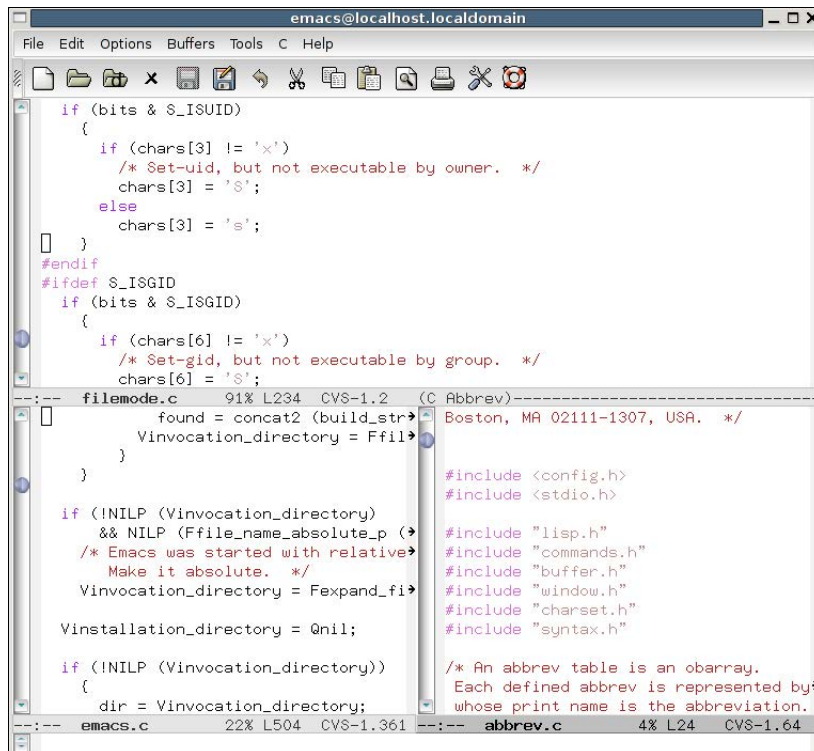 emacs@localhost.localdomain
File Edit Options Buffers Tools C Help
if (bits & S_ISUID)
{
if (chars[3] != 'x')
/* Set-uid, but not executable by owner.  */
chars[3] = 'S';
else
chars[3] = 's';
}
#endif
#ifdef S_ISGID
if (bits & S_ISGID)
{
if (chars[6] != 'x')
/* Set-gid, but not executable by group.  */
chars[6] = 'S';
--:--  filemode.c     91% L234  CVS-1.2   (C Abbrev)--------------------------------
found = concat2 (build_str
Vinvocation_directory = Ffil
}
}
if (!NILP (Vinvocation_directory)
&& NILP (Ffile_name_absolute_p (
/* Emacs was started with relative
Make it absolute.  */
Vinvocation_directory = Fexpand_fi
Vinstallation_directory = Qnil;
if (!NILP (Vinvocation_directory))
{
dir = Vinvocation_directory;
--:--  emacs.c        22% L504  CVS-1.361
Boston, MA 02111-1307, USA.  */
#include <config.h>
#include <stdio.h>
#include "lisp.h"
#include "commands.h"
#include "buffer.h"
#include "window.h"
#include "charset.h"
#include "syntax.h"
/* An abbrev table is an obarray.
Each defined abbrev is represented by
whose print name is the abbreviation.
--:--  abbrev.c        4% L24    CVS-1.64